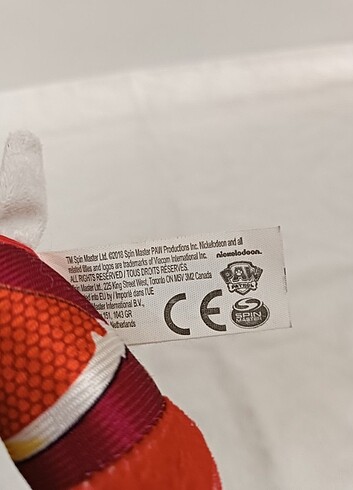 TM Spin Master Ltd. ©2018 Spin Master PAW Productions Inc. Nickelodeon and all
related titles and logos are trademarks of Viacom International Inc.
ALL RIGHTS RESERVED / TOUS DROITS RÉSERVÉS.
Spin Master Ltd., 225 King Street West, Toronto ON M5V 3M2 Canada
into EU by / Importé dans l'UE
Master International B.V.,
151, 1043 GR
Netherlands
nickelodeon
PAW
PATROL
CE
SPIN
MASTER